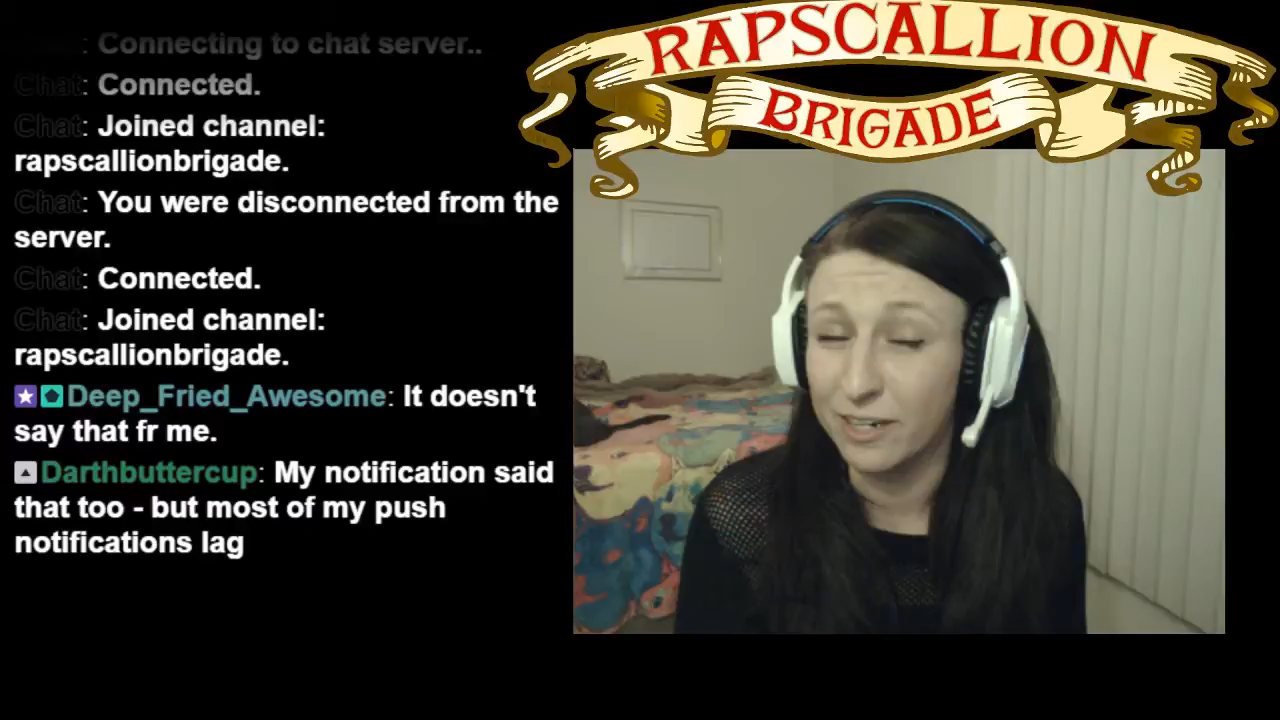 Chat: Connecting to chat server..
Chat: Connected.
Chat: Joined channel:
rapscallionbrigade.
Chat: You were disconnected from the
server.
Chat: Connected.
Chat: Joined channel:
rapscallionbrigade.
Deep_Fried_Awesome: It doesn't
say that fr me.
Darthbuttercup: My notification said
that too - but most of my push
notifications lag
RAPSCALLION
BRIGADE